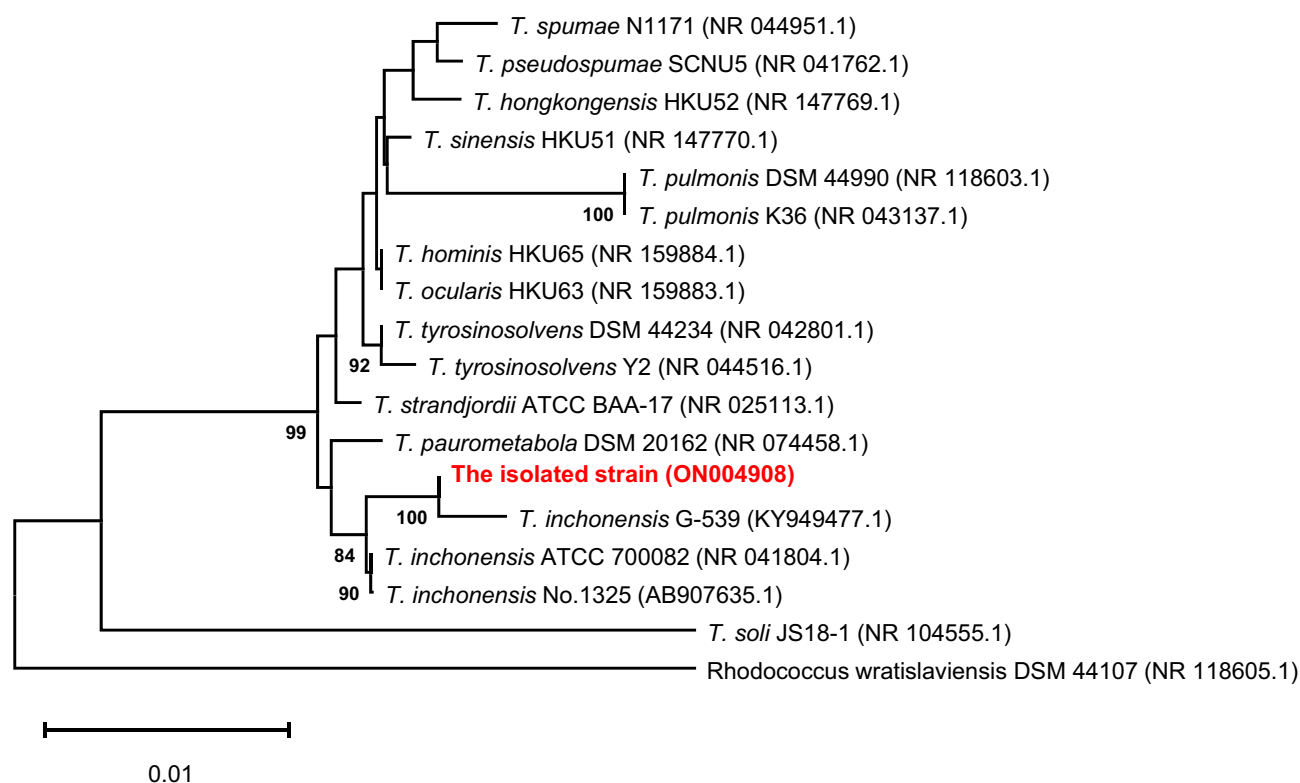 T. spumae N1171 (NR 044951.1)
T. pseudospumae SCNU5 (NR 041762.1)
T. hongkongensis HKU52 (NR 147769.1)
T. sinensis HKU51 (NR 147770.1)
T. pulmonis DSM 44990 (NR 118603.1)
100
T. pulmonis K36 (NR 043137.1)
T. hominis HKU65 (NR 159884.1)
T. ocularis HKU63 (NR 159883.1)
T. tyrosinosolvens DSM 44234 (NR 042801.1)
92
T. tyrosinosolvens Y2 (NR 044516.1)
T. strandjordii ATCC BAA-17 (NR 025113.1)
99
T. paurometabola DSM 20162 (NR 074458.1)
The isolated strain (ON004908)
100
T. inchonensis G-539 (KY949477.1)
84
T. inchonensis ATCC 700082 (NR 041804.1)
90
T. inchonensis No.1325 (AB907635.1)
T. soli JS18-1 (NR 104555.1)
Rhodococcus wratislaviensis DSM 44107 (NR 118605.1)
0.01